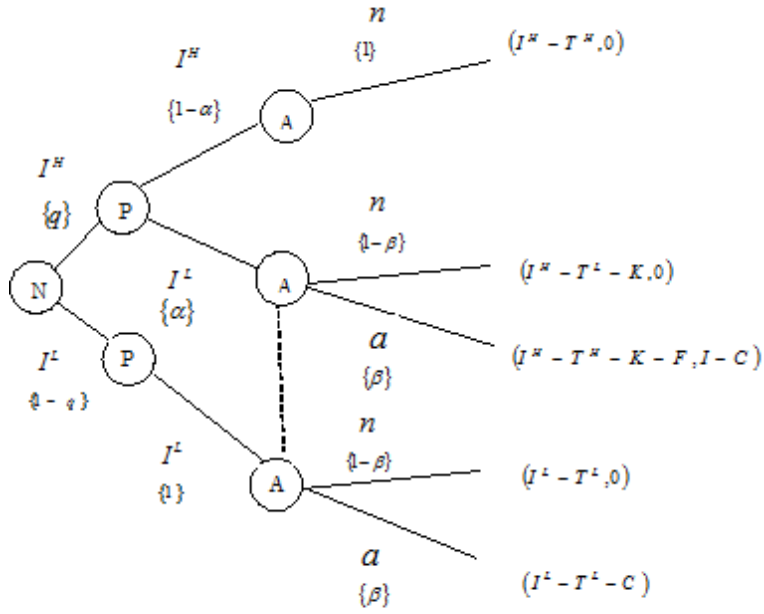 n
{1}
(I^H − T^H, 0)
I^H
{1−α}
A
I^H
{q}
P
n
{1−β}
(I^H − T^L − K, 0)
N
I^L
{α}
A
a
{β}
(I^H − T^H − K − F, I − C)
I^L
{1 − q}
P
n
{1−β}
(I^L − T^L, 0)
I^L
{1}
A
a
{β}
(I^L − T^L − C)